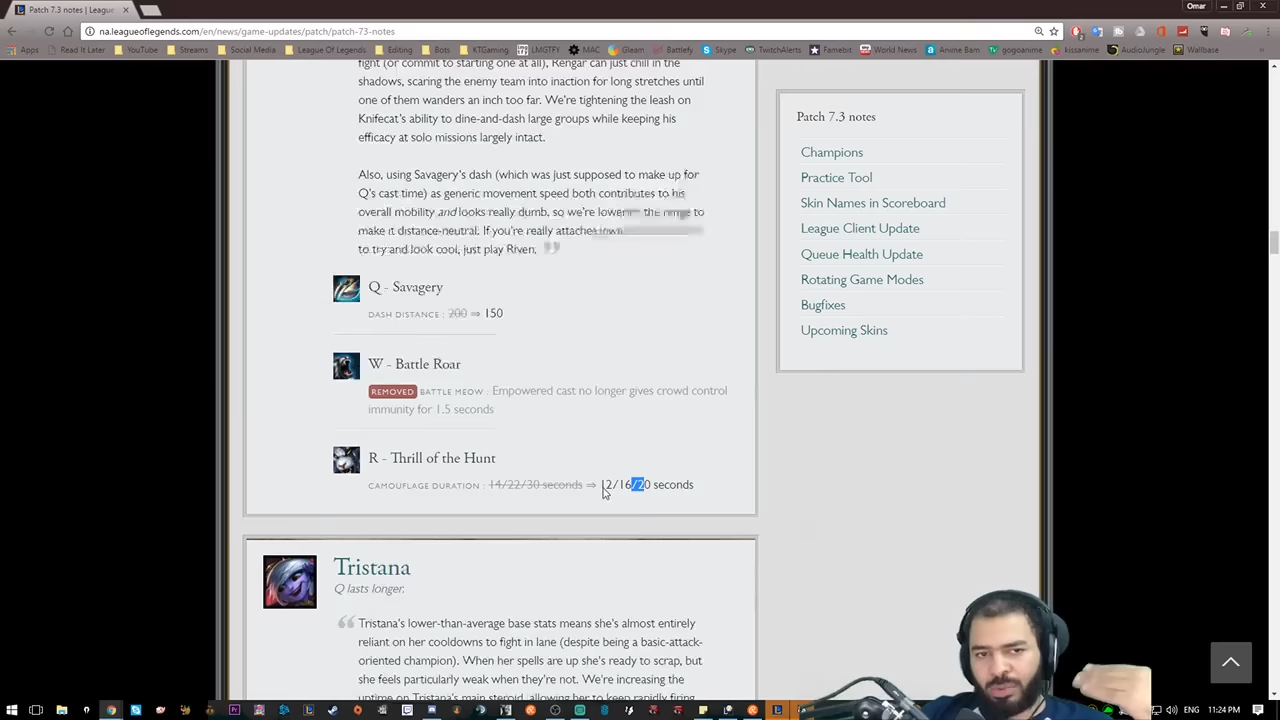 Patch 7.3 notes | League
Omar
na.leagueoflegends.com/en/news/game-updates/patch/patch-73-notes
Apps Read It Later YouTube Streams Social Media League Of Legends Editing Bots KTGaming LMGTFY MAC Gleam Battlefy Skype TwitchAlerts Famebit World News Anime Bam gogoanime kissanime AudioJungle Wallbase
fight (or commit to starting one at all), Rengar can just chill in the
shadows, scaring the enemy team into inaction for long stretches until
one of them wanders an inch too far. We're tightening the leash on
Knifecat's ability to dine-and-dash large groups while keeping his
efficacy at solo missions largely intact.
Also, using Savagery's dash (which was just supposed to make up for
Q's cast time) as generic movement speed both contributes to his
overall mobility and looks really dumb, so we're the to
make it distance-neutral. If you're really
to try and look cool, just play Riven.
Q - Savagery
DASH DISTANCE : 200 ⇒ 150
W - Battle Roar
REMOVED BATTLE MEOW : Empowered cast no longer gives crowd control
immunity for 1.5 seconds
R - Thrill of the Hunt
CAMOUFLAGE DURATION : 14/22/30 seconds ⇒ 12/16/20 seconds
Tristana
Q lasts longer.
Tristana's lower-than-average base stats means she's almost entirely
reliant on her cooldowns to fight in lane (despite being a basic-attack-
oriented champion). When her spells are up she's ready to scrap, but
she feels particularly weak when they're not. We're increasing the
uptime on Tristana's main steroid, allowing her to keep rapidly firing
Patch 7.3 notes
Champions
Practice Tool
Skin Names in Scoreboard
League Client Update
Queue Health Update
Rotating Game Modes
Bugfixes
Upcoming Skins
11:24 PM